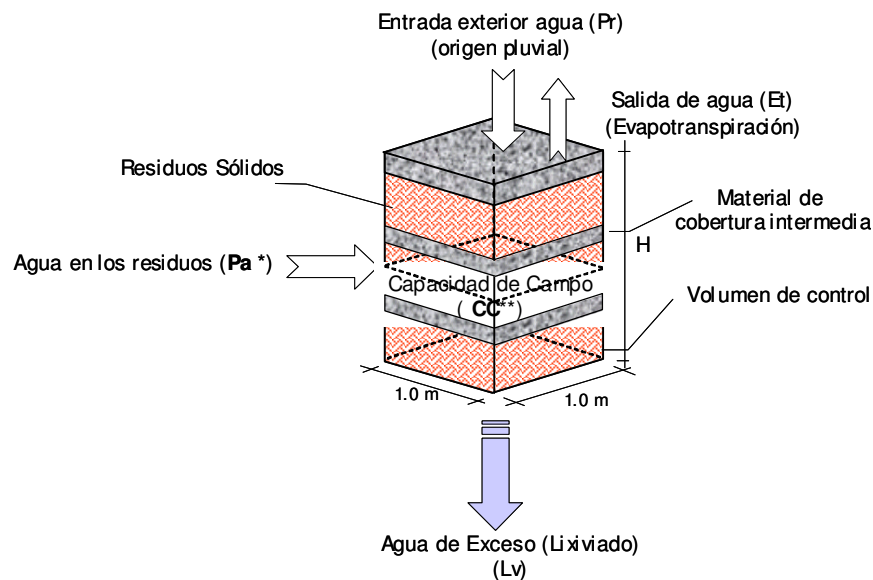 Entrada exterior agua (Pr)
(origen pluvial)
Salida de agua (Et)
(Evapotranspiración)
Residuos Sólidos
Material de
cobertura intermedia
H
Agua en los residuos (Pa *)
Capacidad de Campo
( CC**)
Volumen de control
1.0 m
1.0 m
Agua de Exceso (Lixiviado)
(Lv)